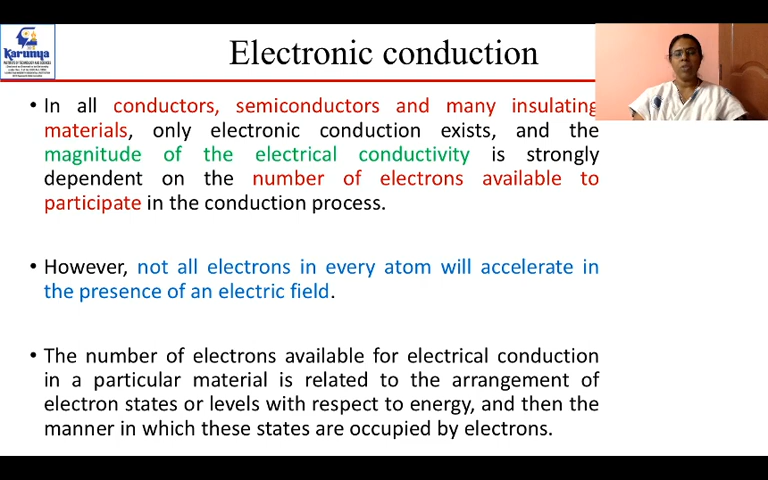 Karunya
Electronic conduction
• In all conductors, semiconductors and many insulating
materials, only electronic conduction exists, and the
magnitude of the electrical conductivity is strongly
dependent on the number of electrons available to
participate in the conduction process.
• However, not all electrons in every atom will accelerate in
the presence of an electric field.
• The number of electrons available for electrical conduction
in a particular material is related to the arrangement of
electron states or levels with respect to energy, and then the
manner in which these states are occupied by electrons.